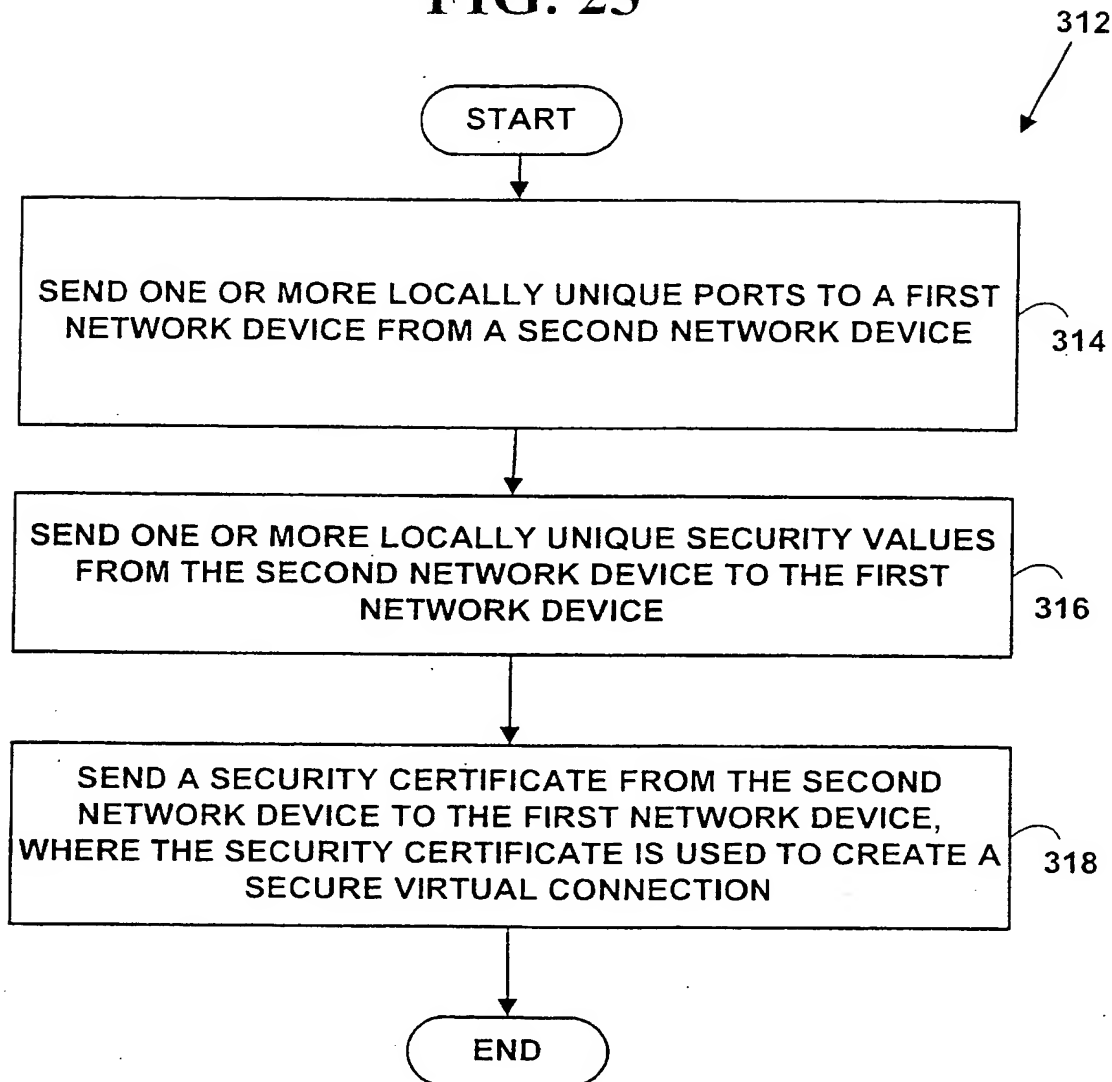 FIG. 23
312
START
SEND ONE OR MORE LOCALLY UNIQUE PORTS TO A FIRST
NETWORK DEVICE FROM A SECOND NETWORK DEVICE
314
SEND ONE OR MORE LOCALLY UNIQUE SECURITY VALUES
FROM THE SECOND NETWORK DEVICE TO THE FIRST
NETWORK DEVICE
316
SEND A SECURITY CERTIFICATE FROM THE SECOND
NETWORK DEVICE TO THE FIRST NETWORK DEVICE,
WHERE THE SECURITY CERTIFICATE IS USED TO CREATE A
SECURE VIRTUAL CONNECTION
318
END